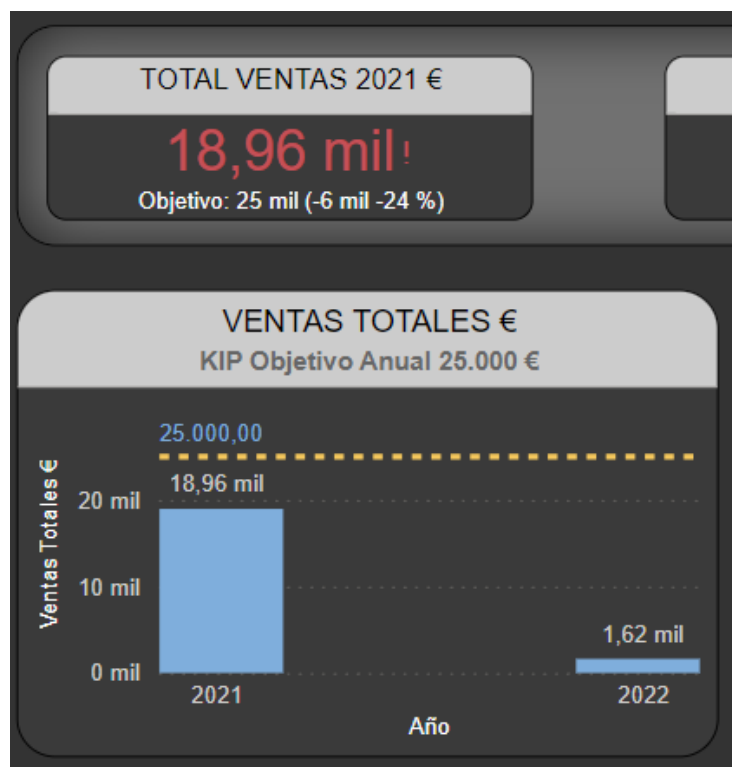 TOTAL VENTAS 2021 €
18,96 mil!
Objetivo: 25 mil (-6 mil -24 %)
VENTAS TOTALES €
KIP Objetivo Anual 25.000 €
25.000,00
18,96 mil
20 mil
10 mil
1,62 mil
0 mil
Ventas Totales €
2021
2022
Año